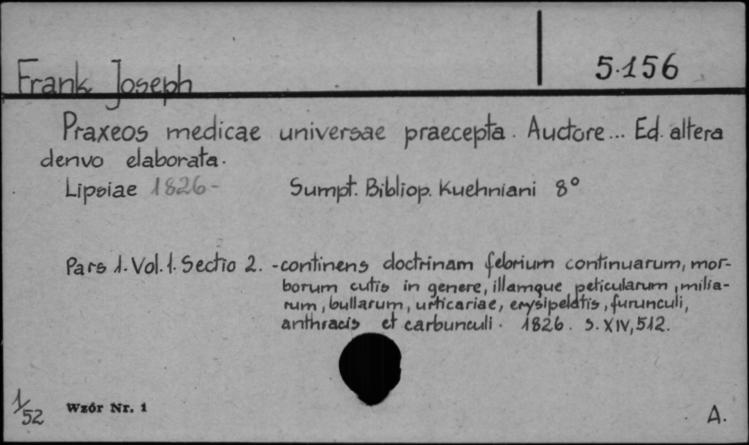 Frank Joseph
5.156
Praxeos medicae universae praecepta. Auctore... Ed. altera
denvo elaborata.
Lipsiae 1826- Sumpt. Bibliop. Kuehniani 8°
Pars 1. Vol. 1. Sectio 2. - continens doctrinam febrium continuarum, mor-
borum cutis in genere, illamque peticularum, milia-
rum, bullarum, urticariae, erysipelatis, furunculi,
anthracis et carbunculi. 1826. S. XIV, 512.
1/52 Wzór Nr. 1
A.